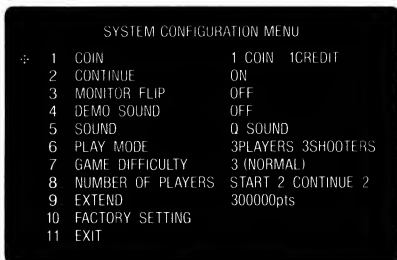 SYSTEM CONFIGURATION MENU
1 COIN 1 COIN 1CREDIT
2 CONTINUE ON
3 MONITOR FLIP OFF
4 DEMO SOUND OFF
5 SOUND Q SOUND
6 PLAY MODE 3PLAYERS 3SHOOTERS
7 GAME DIFFICULTY 3 (NORMAL)
8 NUMBER OF PLAYERS START 2 CONTINUE 2
9 EXTEND 300000pts
10 FACTORY SETTING
11 EXIT